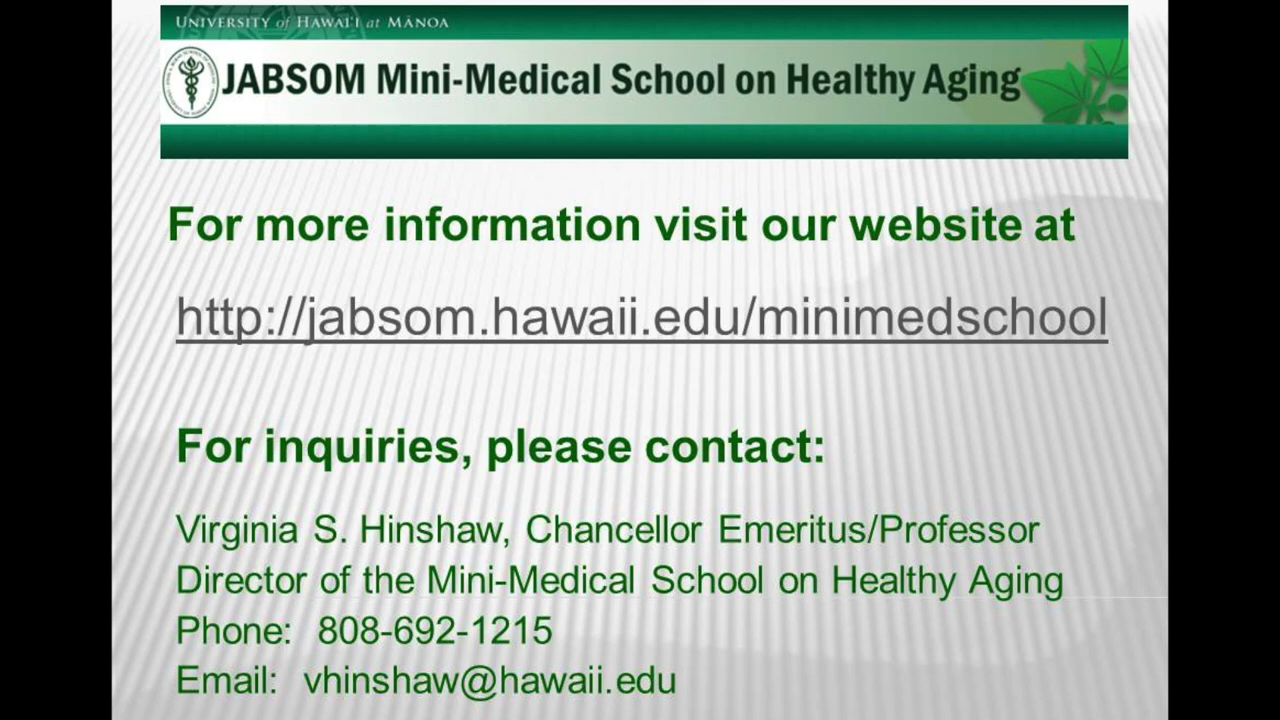 UNIVERSITY of HAWAI'I at MĀNOA
JABSOM Mini-Medical School on Healthy Aging
For more information visit our website at
http://jabsom.hawaii.edu/minimedschool
For inquiries, please contact:
Virginia S. Hinshaw, Chancellor Emeritus/Professor
Director of the Mini-Medical School on Healthy Aging
Phone: 808-692-1215
Email: vhinshaw@hawaii.edu